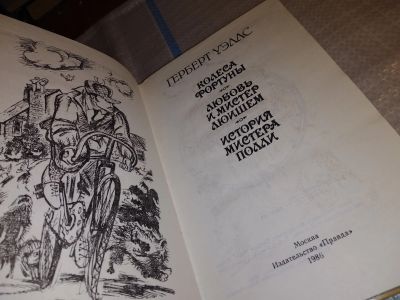 ГЕРБЕРТ УЭЛЛС
КОЛЕСА
ФОРТУНЫ
ЛЮБОВЬ
И МИСТЕР
ЛЮИШЕМ
ИСТОРИЯ
МИСТЕРА
ПОЛЛИ
Москва
Издательство «Правда»
1986